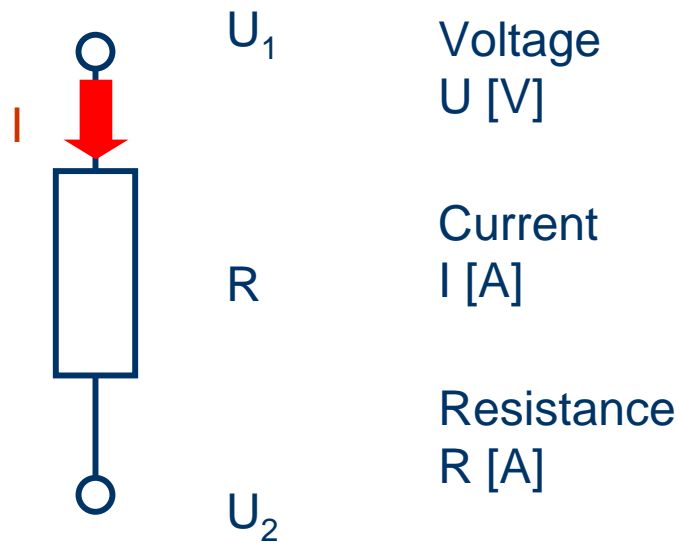 U₁
Voltage
U [V]
I
Current
I [A]
R
Resistance
R [A]
U₂